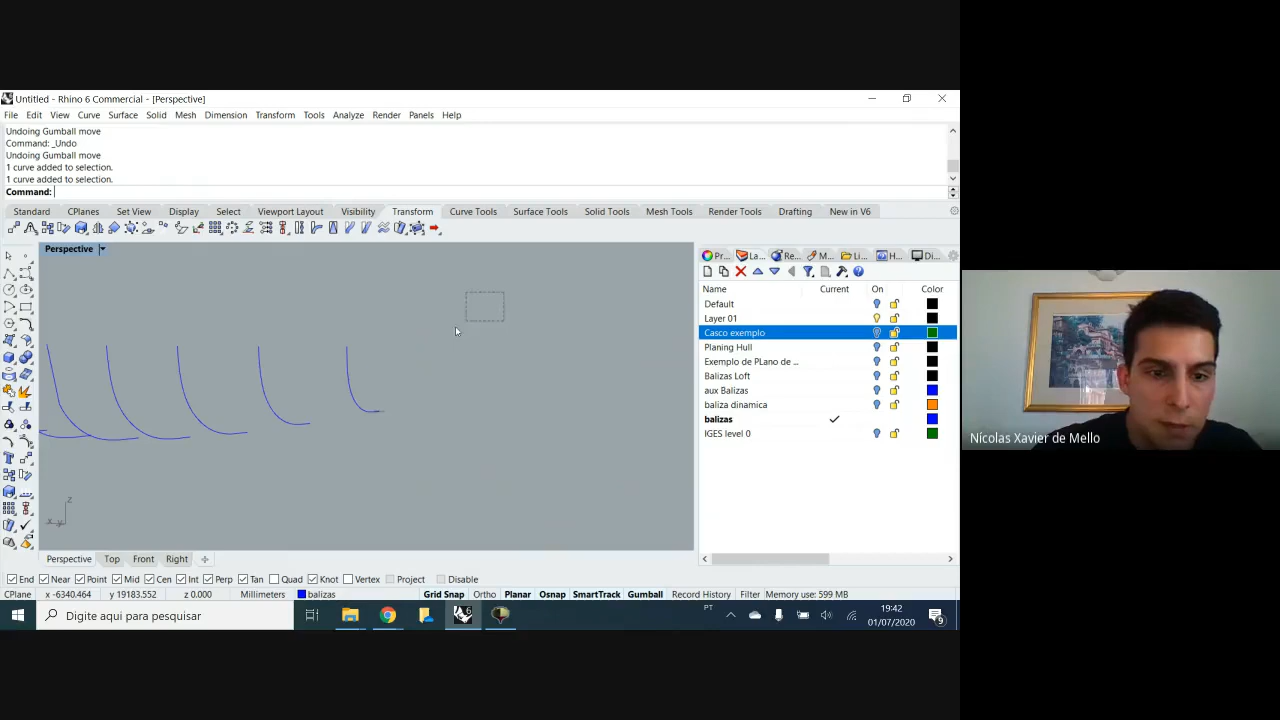 Untitled - Rhino 6 Commercial - [Perspective]
File Edit View Curve Surface Solid Mesh Dimension Transform Tools Analyze Render Panels Help
Undoing Gumball move
Command: _Undo
Undoing Gumball move
1 curve added to selection.
1 curve added to selection.
Command:
Standard CPlanes Set View Display Select Viewport Layout Visibility Transform Curve Tools Surface Tools Solid Tools Mesh Tools Render Tools Drafting New in V6
Perspective
Pr... La... Re... M... Li... H... Di...
Name Current On Color
Default
Layer 01
Casco exemplo
Planing Hull
Exemplo de PLano de ...
Balizas Loft
aux Balizas
baliza dinamica
balizas
IGES level 0
Nícolas Xavier de Mello
z
x y
Perspective Top Front Right
End Near Point Mid Cen Int Perp Tan Quad Knot Vertex Project Disable
CPlane x -6340.464 y 19183.552 z 0.000 Millimeters balizas Grid Snap Ortho Planar Osnap SmartTrack Gumball Record History Filter Memory use: 599 MB
Digite aqui para pesquisar
PT
19:42
01/07/2020
9